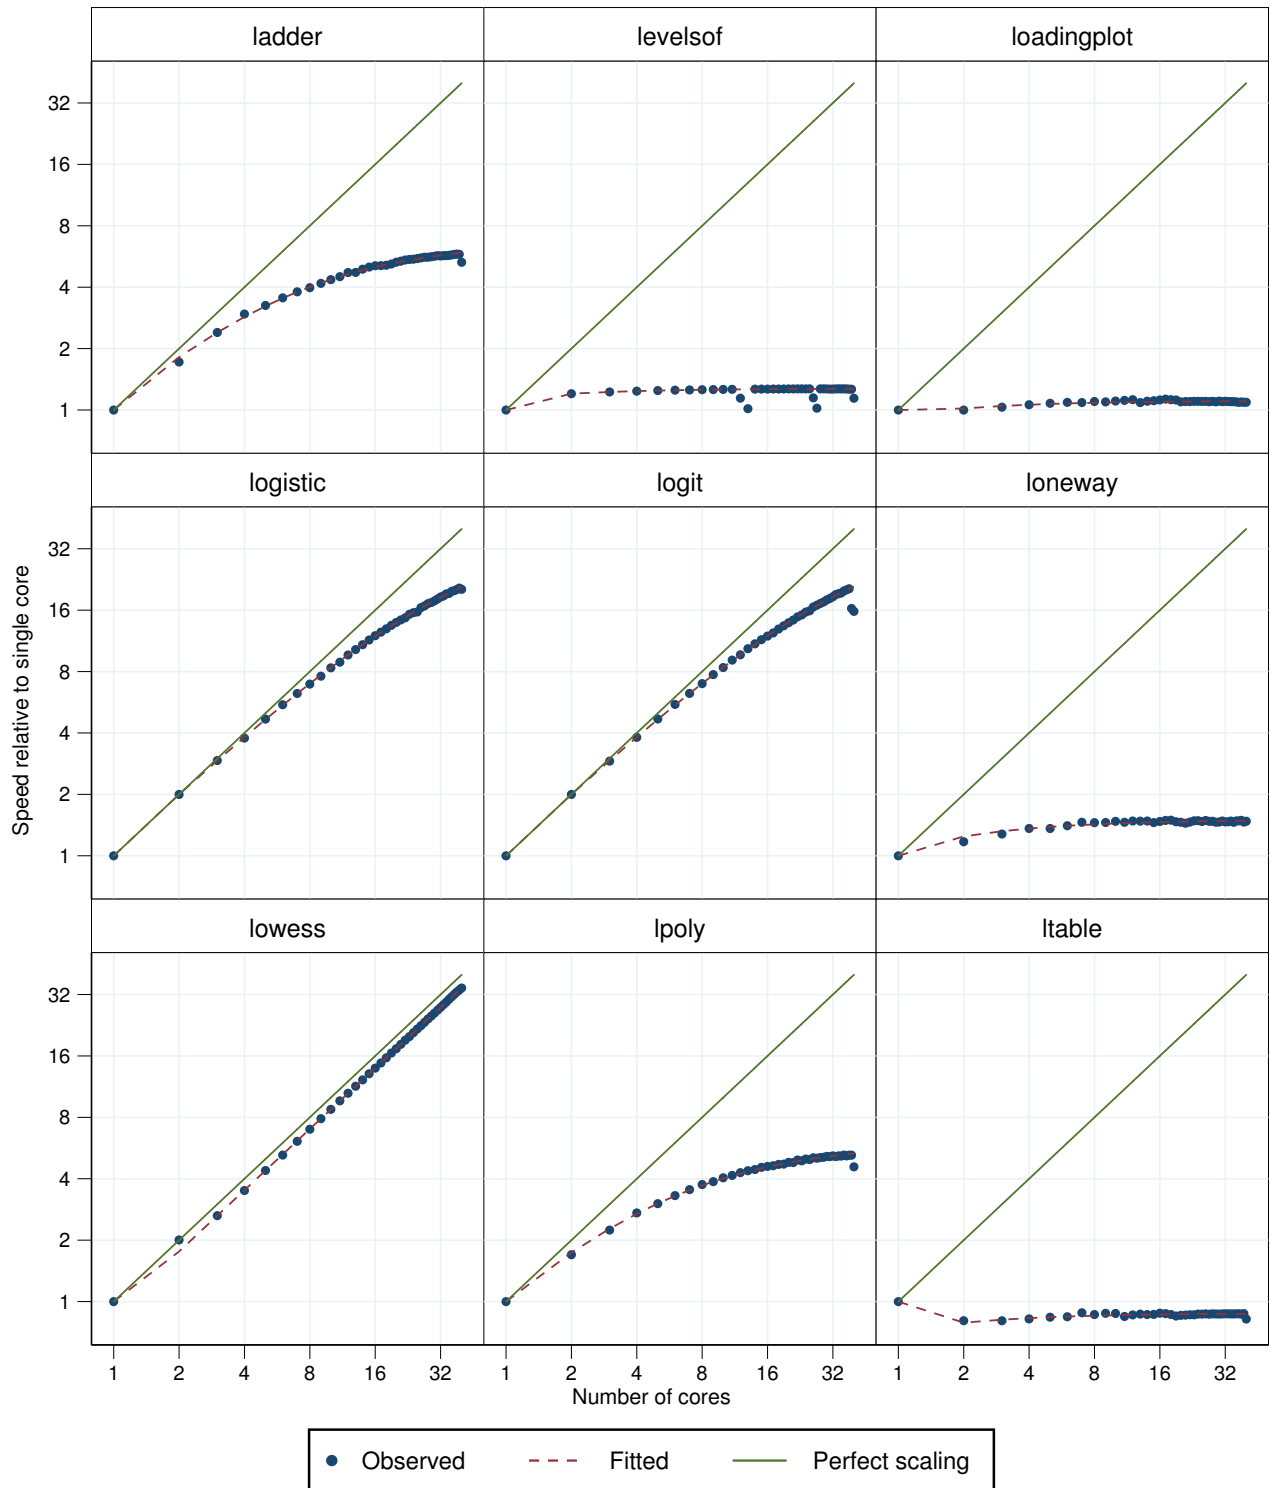 ladder levelsof loadingplot
32
16
8
4
2
1
logistic logit loneway
32
16
8
4
2
1
Speed relative to single core
lowess lpoly ltable
32
16
8
4
2
1
1 2 4 8 16 32 1 2 4 8 16 32 1 2 4 8 16 32
Number of cores
Observed Fitted Perfect scaling